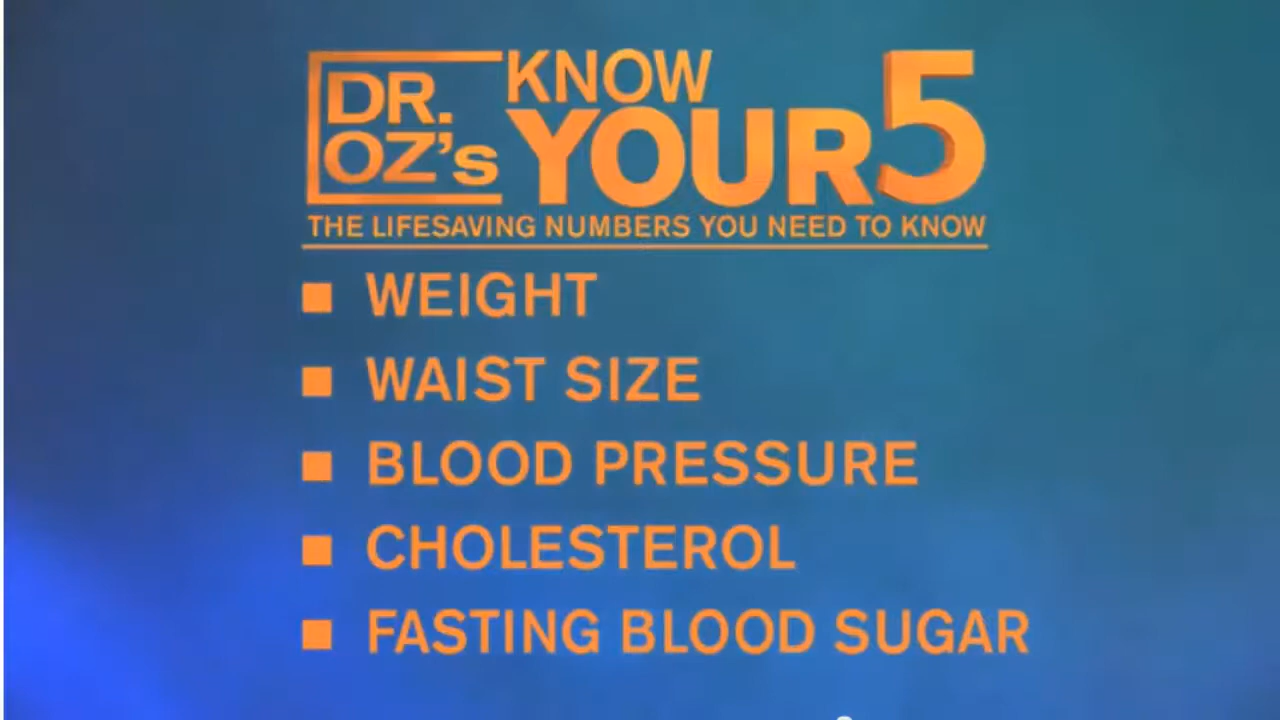 DR. OZ's
KNOW YOUR 5
THE LIFESAVING NUMBERS YOU NEED TO KNOW
WEIGHT
WAIST SIZE
BLOOD PRESSURE
CHOLESTEROL
FASTING BLOOD SUGAR